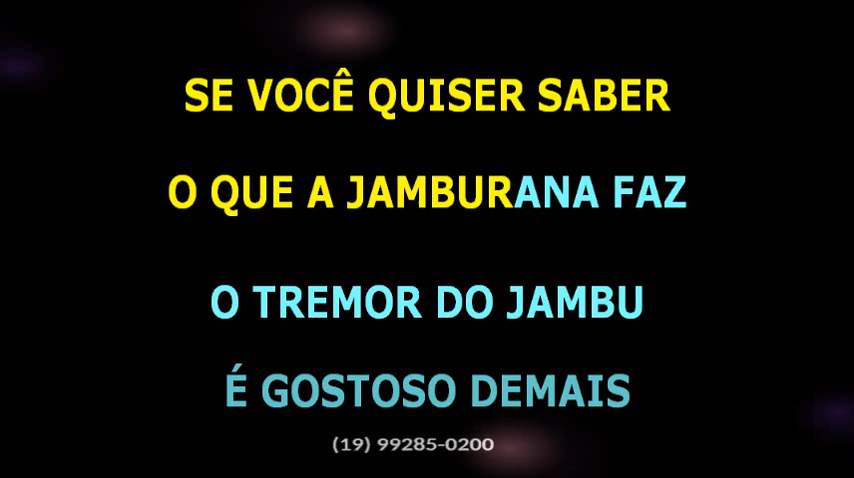 SE VOCÊ QUISER SABER
O QUE A JAMBURANA FAZ
O TREMOR DO JAMBU
É GOSTOSO DEMAIS
(19) 99285-0200